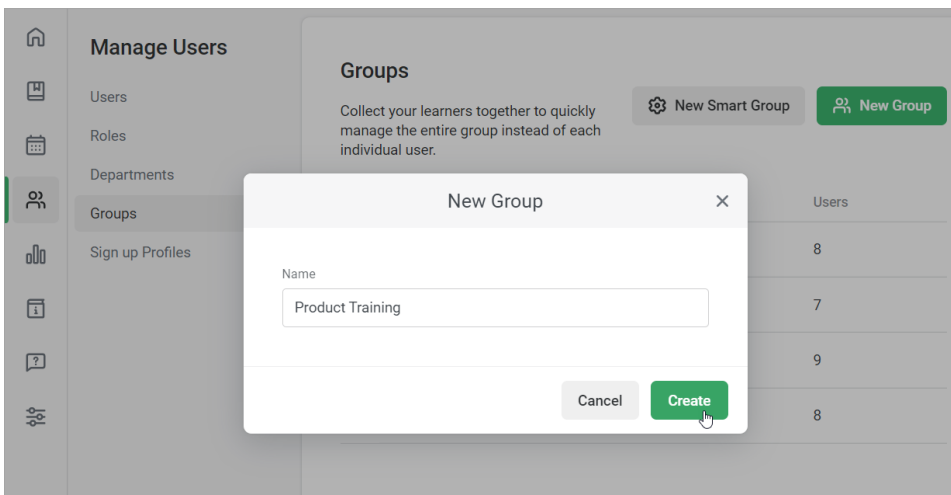 Manage Users
Users
Roles
Departments
Groups
Sign up Profiles
Groups
Collect your learners together to quickly
manage the entire group instead of each
individual user.
New Smart Group
New Group
Users
8
7
9
8
New Group
Name
Product Training
Cancel
Create